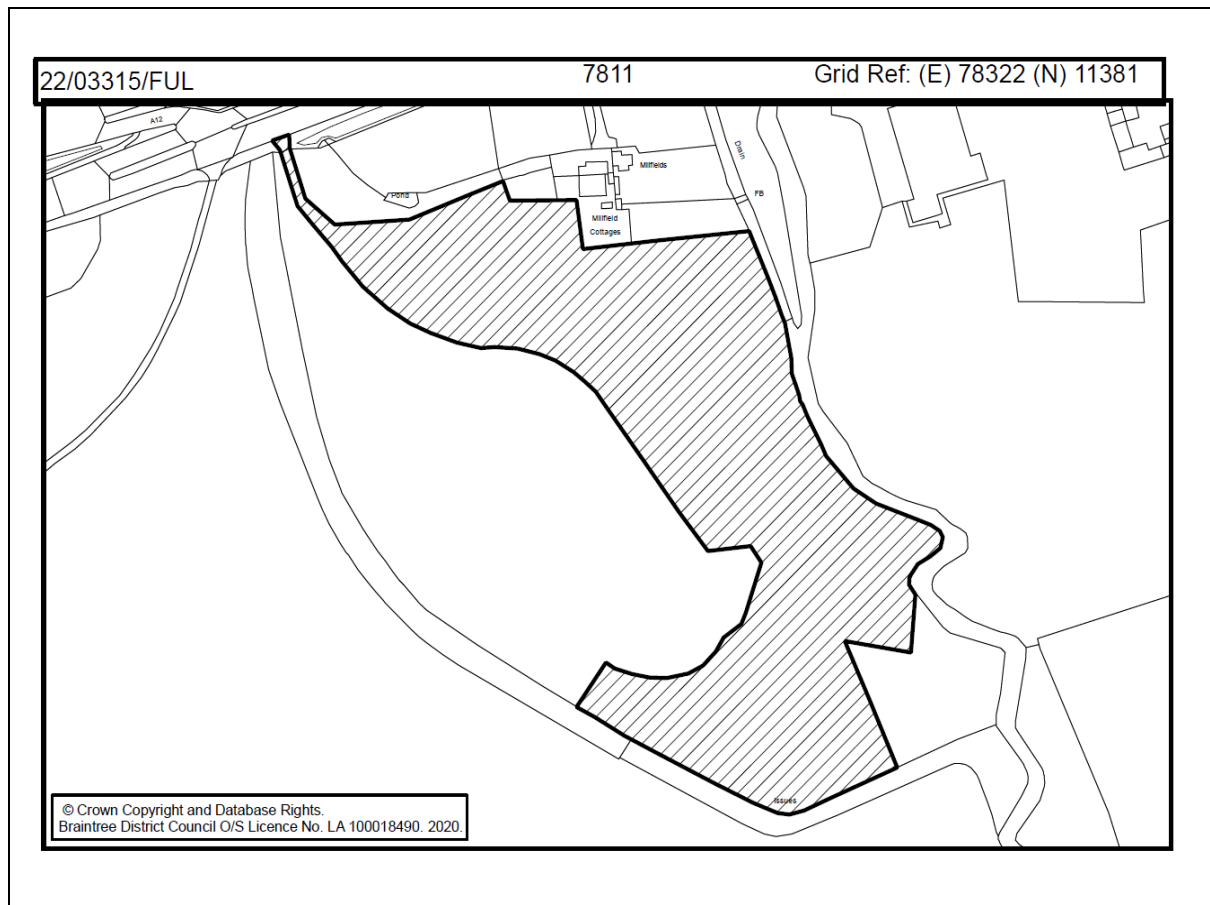 22/03315/FUL 7811 Grid Ref: (E) 78322 (N) 11381
A12
Drain
Millfields
Pond
FB
Millfield
Cottages
Issues
© Crown Copyright and Database Rights.
Braintree District Council O/S Licence No. LA 100018490. 2020.